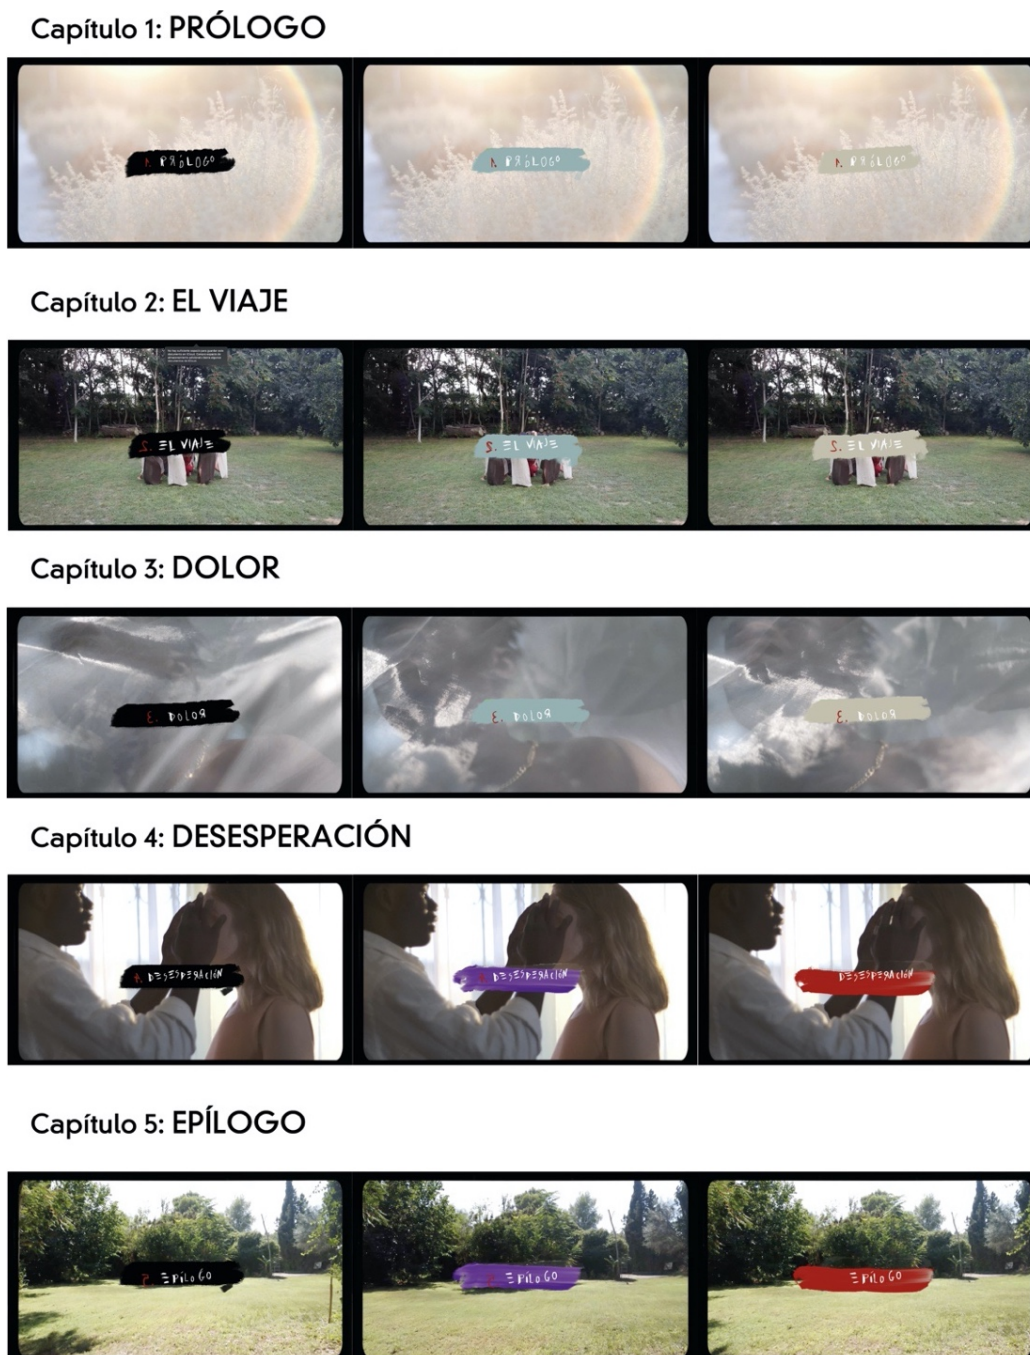 Capítulo 1: PRÓLOGO
1. PRÓLOGO
1. PRÓLOGO
1. PRÓLOGO
Capítulo 2: EL VIAJE
2. EL VIAJE
2. EL VIAJE
2. EL VIAJE
Capítulo 3: DOLOR
3. DOLOR
3. DOLOR
3. DOLOR
Capítulo 4: DESESPERACIÓN
4. DESESPERACIÓN
4. DESESPERACIÓN
DESESPERACIÓN
Capítulo 5: EPÍLOGO
5. EPÍLOGO
EPÍLOGO
EPÍLOGO